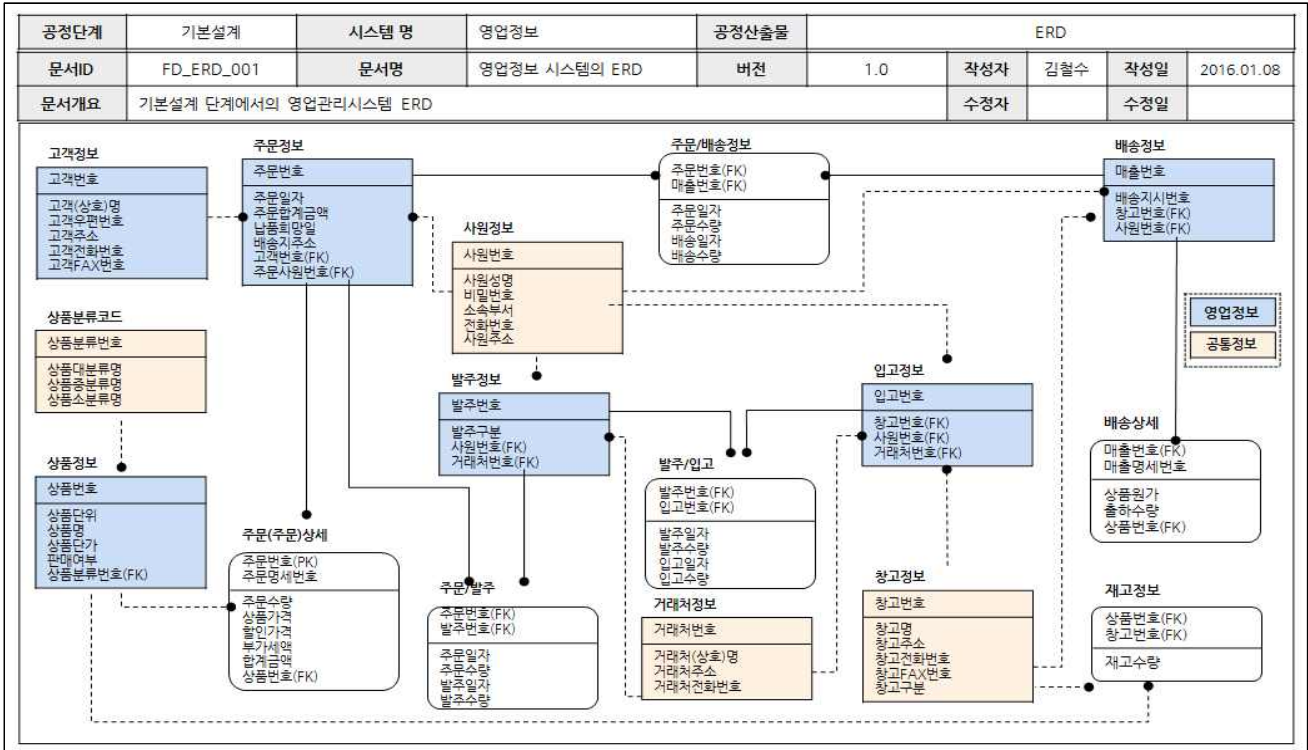 공정단계 기본설계 시스템 명 영업정보 공정산출물 ERD
문서ID FD_ERD_001 문서명 영업정보 시스템의 ERD 버전 1.0 작성자 김철수 작성일 2016.01.08
문서개요 기본설계 단계에서의 영업관리시스템 ERD 수정자 수정일
고객정보
고객번호
고객(상호)명
고객우편번호
고객주소
고객전화번호
고객FAX번호
주문정보
주문번호
주문일자
주문합계금액
납품희망일
배송지주소
고객번호(FK)
주문사원번호(FK)
주문/배송정보
주문번호(FK)
매출번호(FK)
주문일자
주문수량
배송일자
배송수량
배송정보
매출번호
배송지시번호
창고번호(FK)
사원번호(FK)
사원정보
사원번호
사원성명
비밀번호
소속부서
전화번호
사원주소
영업정보
공통정보
상품분류코드
상품분류번호
상품대분류명
상품중분류명
상품소분류명
발주정보
발주번호
발주구분
사원번호(FK)
거래처번호(FK)
입고정보
입고번호
창고번호(FK)
사원번호(FK)
거래처번호(FK)
배송상세
매출번호(FK)
매출명세번호
상품원가
출하수량
상품번호(FK)
상품정보
상품번호
상품단위
상품명
상품단가
판매여부
상품분류번호(FK)
발주/입고
발주번호(FK)
입고번호(FK)
발주일자
발주수량
입고일자
입고수량
주문(주문)상세
주문번호(PK)
주문명세번호
주문수량
상품가격
할인가격
부가세액
합계금액
상품번호(FK)
주문/발주
주문번호(FK)
발주번호(FK)
주문일자
주문수량
발주일자
발주수량
거래처정보
거래처번호
거래처(상호)명
거래처주소
거래처전화번호
창고정보
창고번호
창고명
창고주소
창고전화번호
창고FAX번호
창고구분
재고정보
상품번호(FK)
창고번호(FK)
재고수량